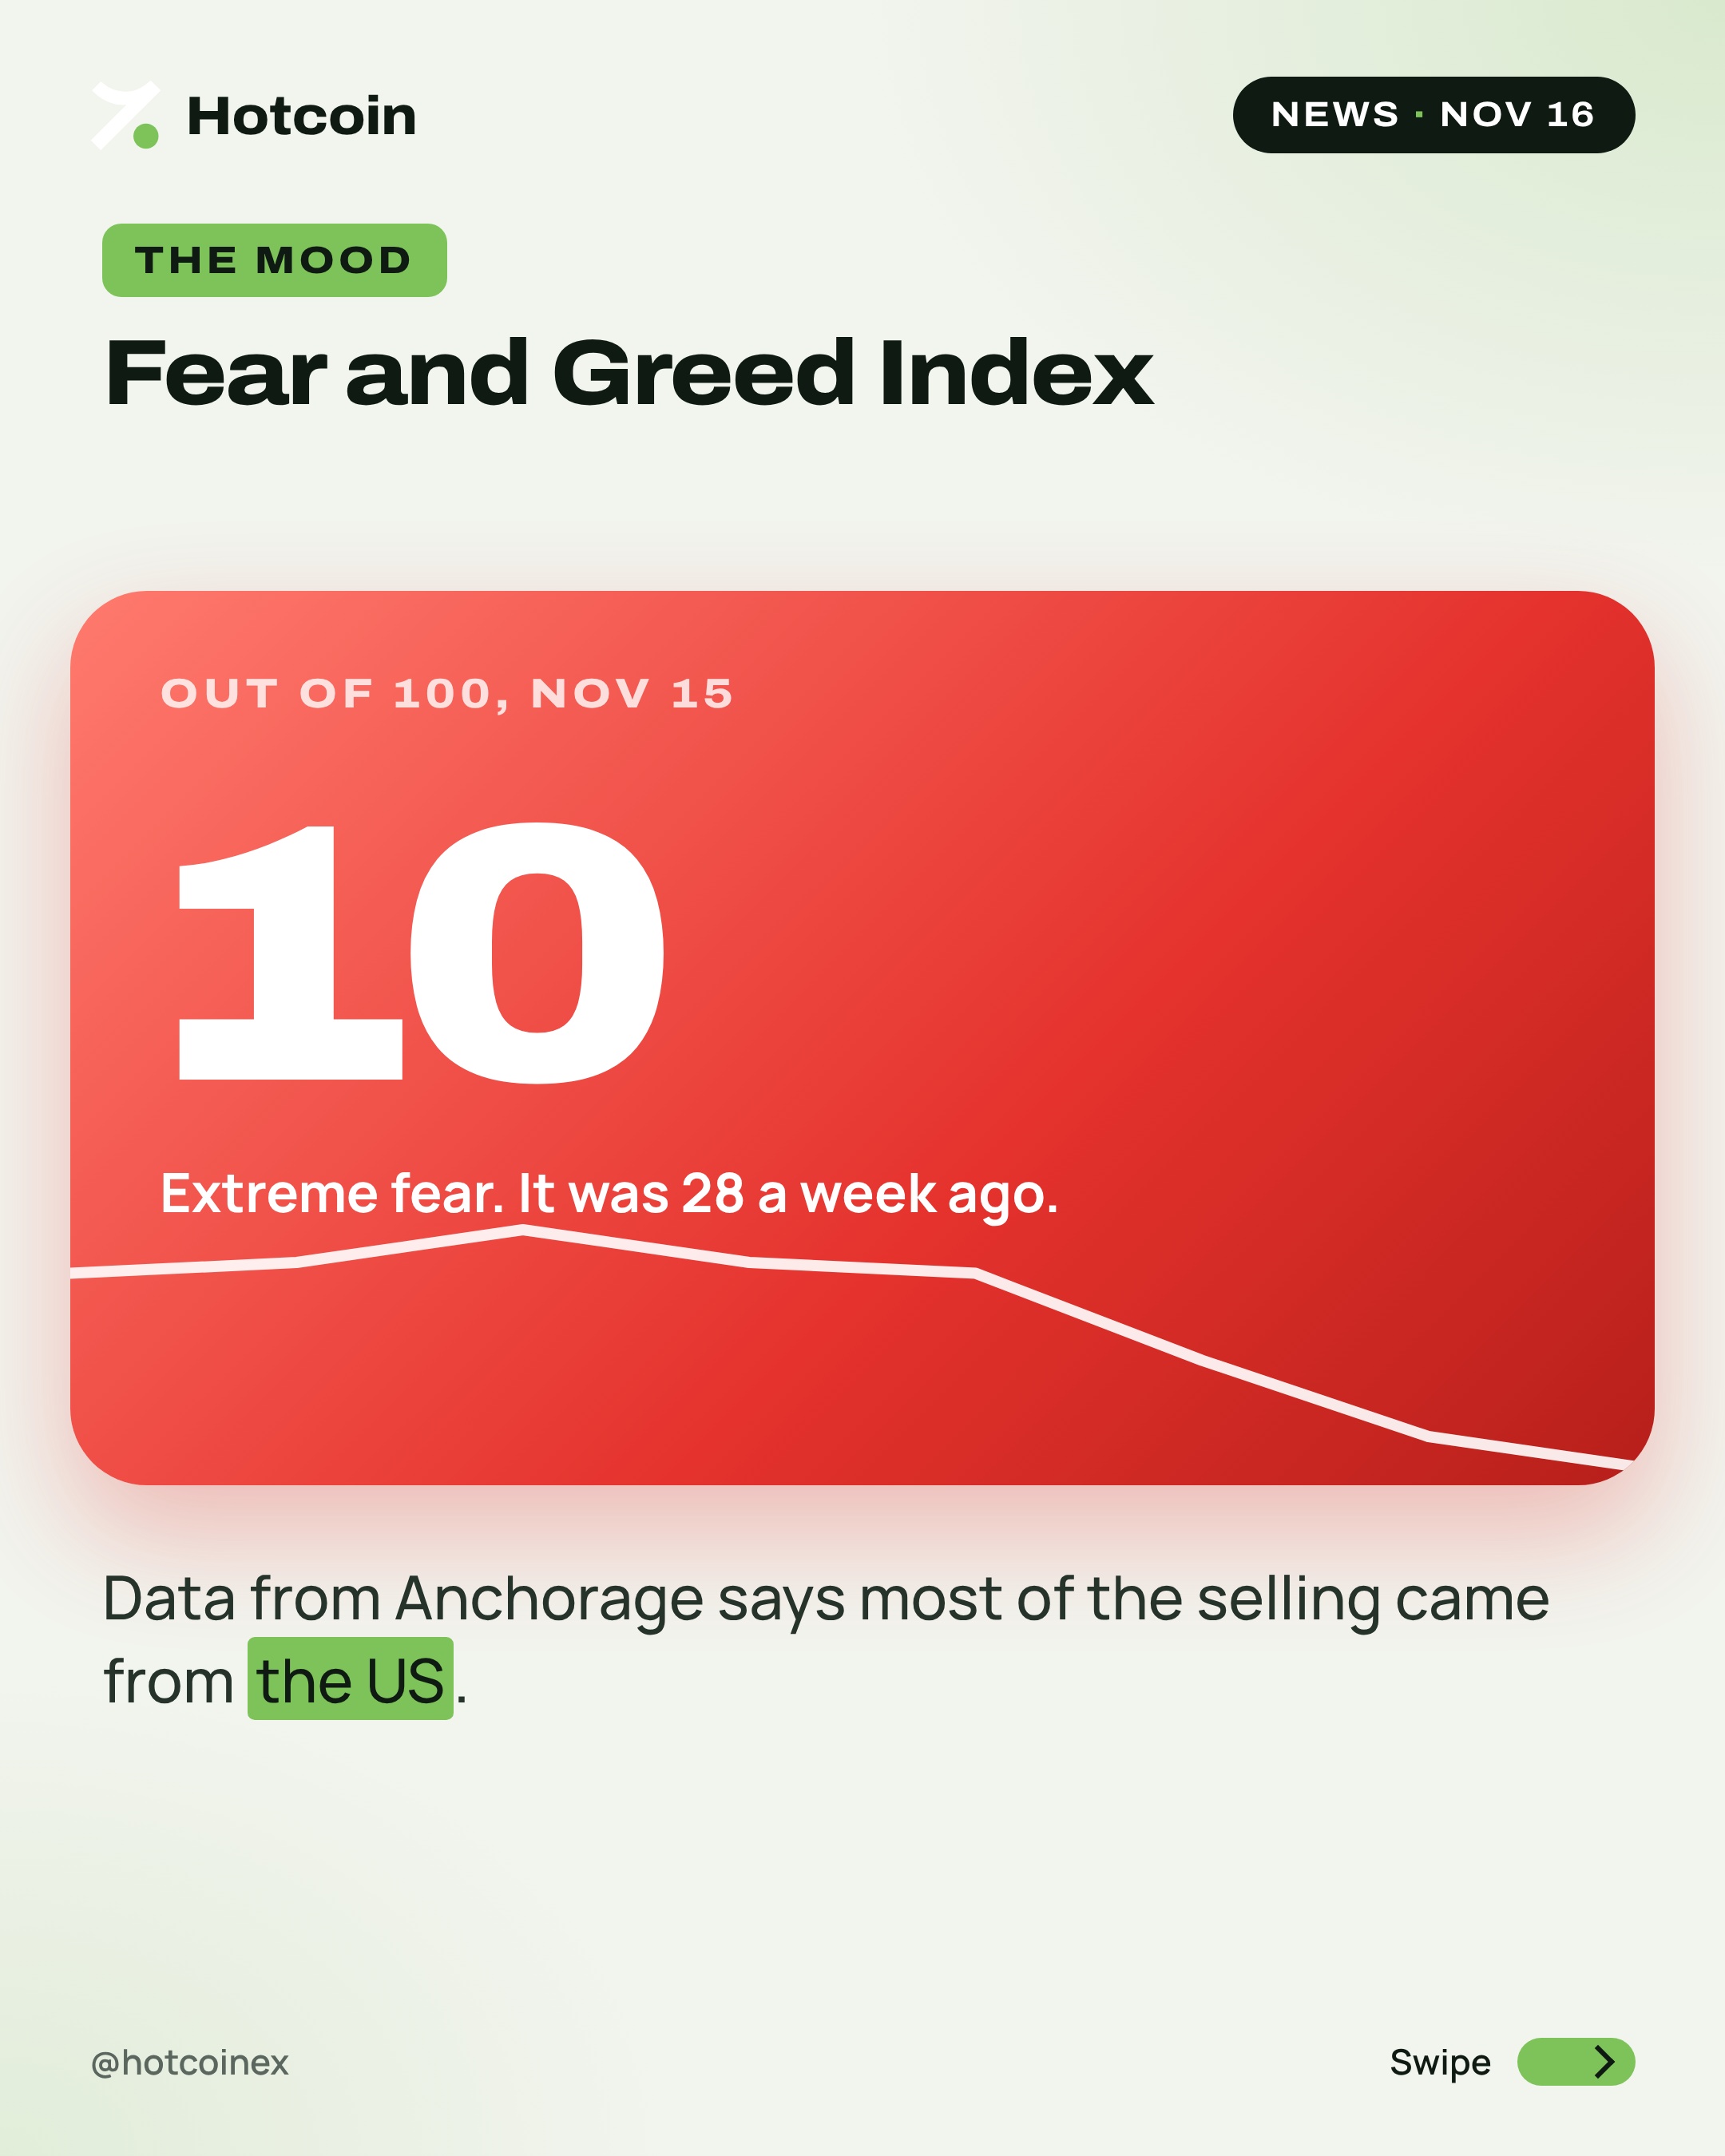 Hotcoin
NEWS · NOV 16
THE MOOD
Fear and Greed Index
OUT OF 100, NOV 15
10
Extreme fear. It was 28 a week ago.
Data from Anchorage says most of the selling came
from the US.
@hotcoinex
Swipe